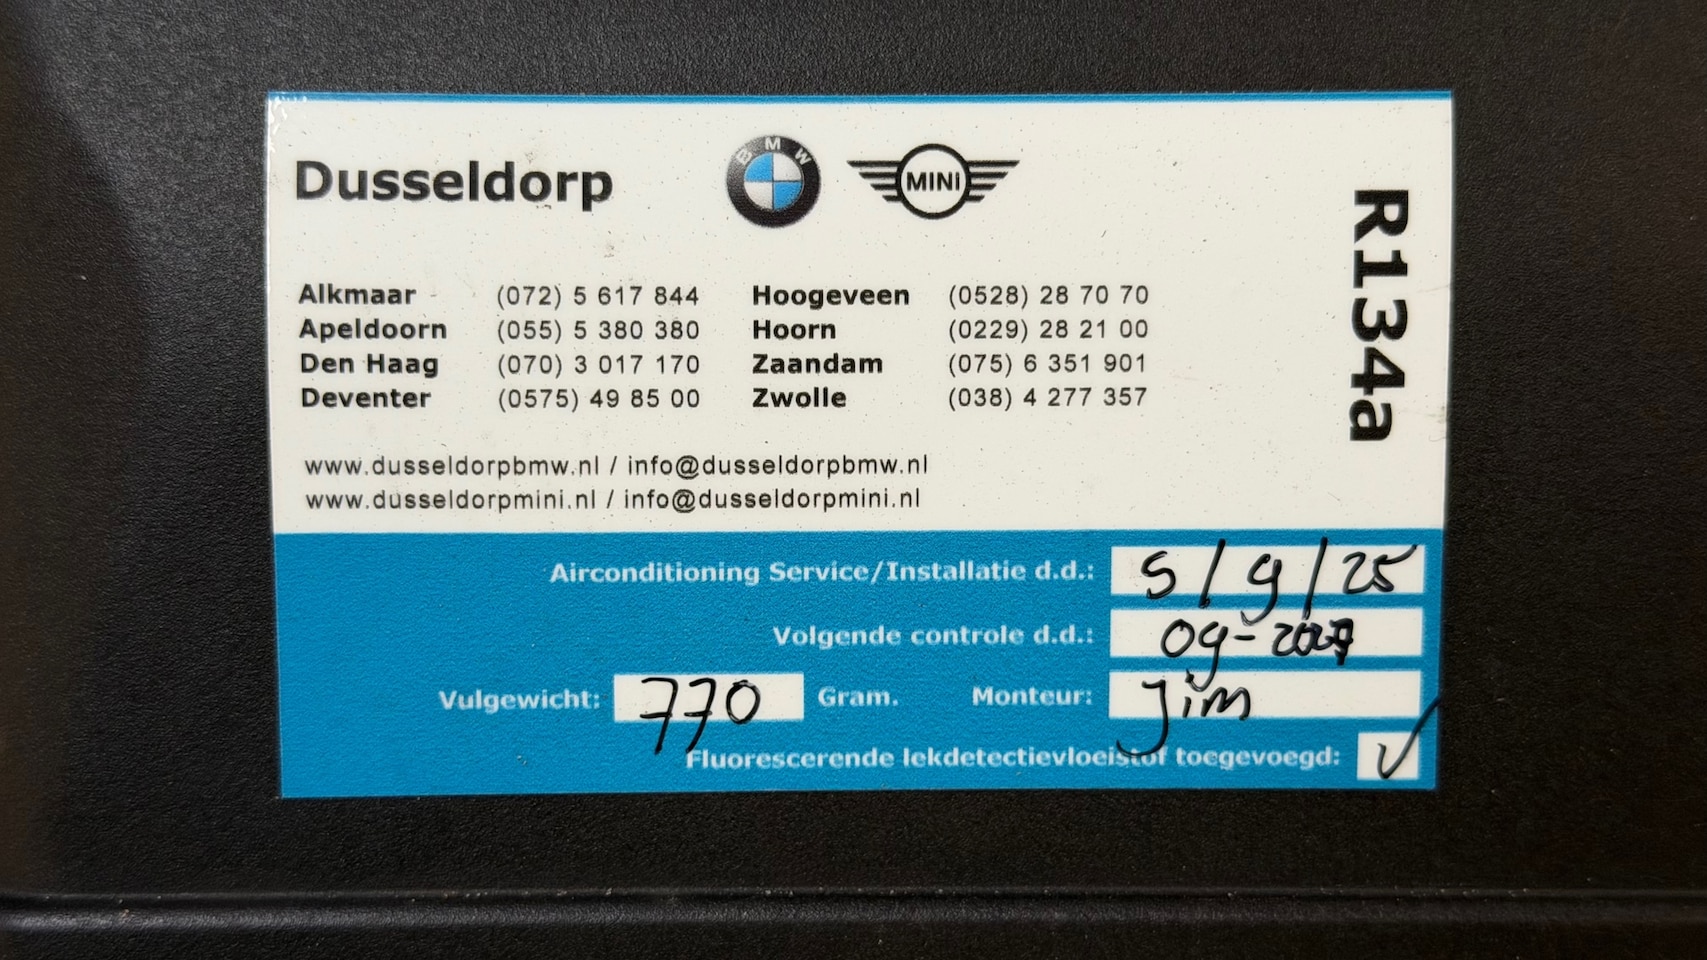 Dusseldorp
BMW
MINI
R134a
Alkmaar (072) 5 617 844 Hoogeveen (0528) 28 70 70
Apeldoorn (055) 5 380 380 Hoorn (0229) 28 21 00
Den Haag (070) 3 017 170 Zaandam (075) 6 351 901
Deventer (0575) 49 85 00 Zwolle (038) 4 277 357
www.dusseldorpbmw.nl / info@dusseldorpbmw.nl
www.dusseldorpmini.nl / info@dusseldorpmini.nl
Airconditioning Service/Installatie d.d.: 5/9/25
Volgende controle d.d.: 09-2027
Vulgewicht: 770 Gram. Monteur: Jim
Fluorescerende lekdetectievloeistof toegevoegd: ✓